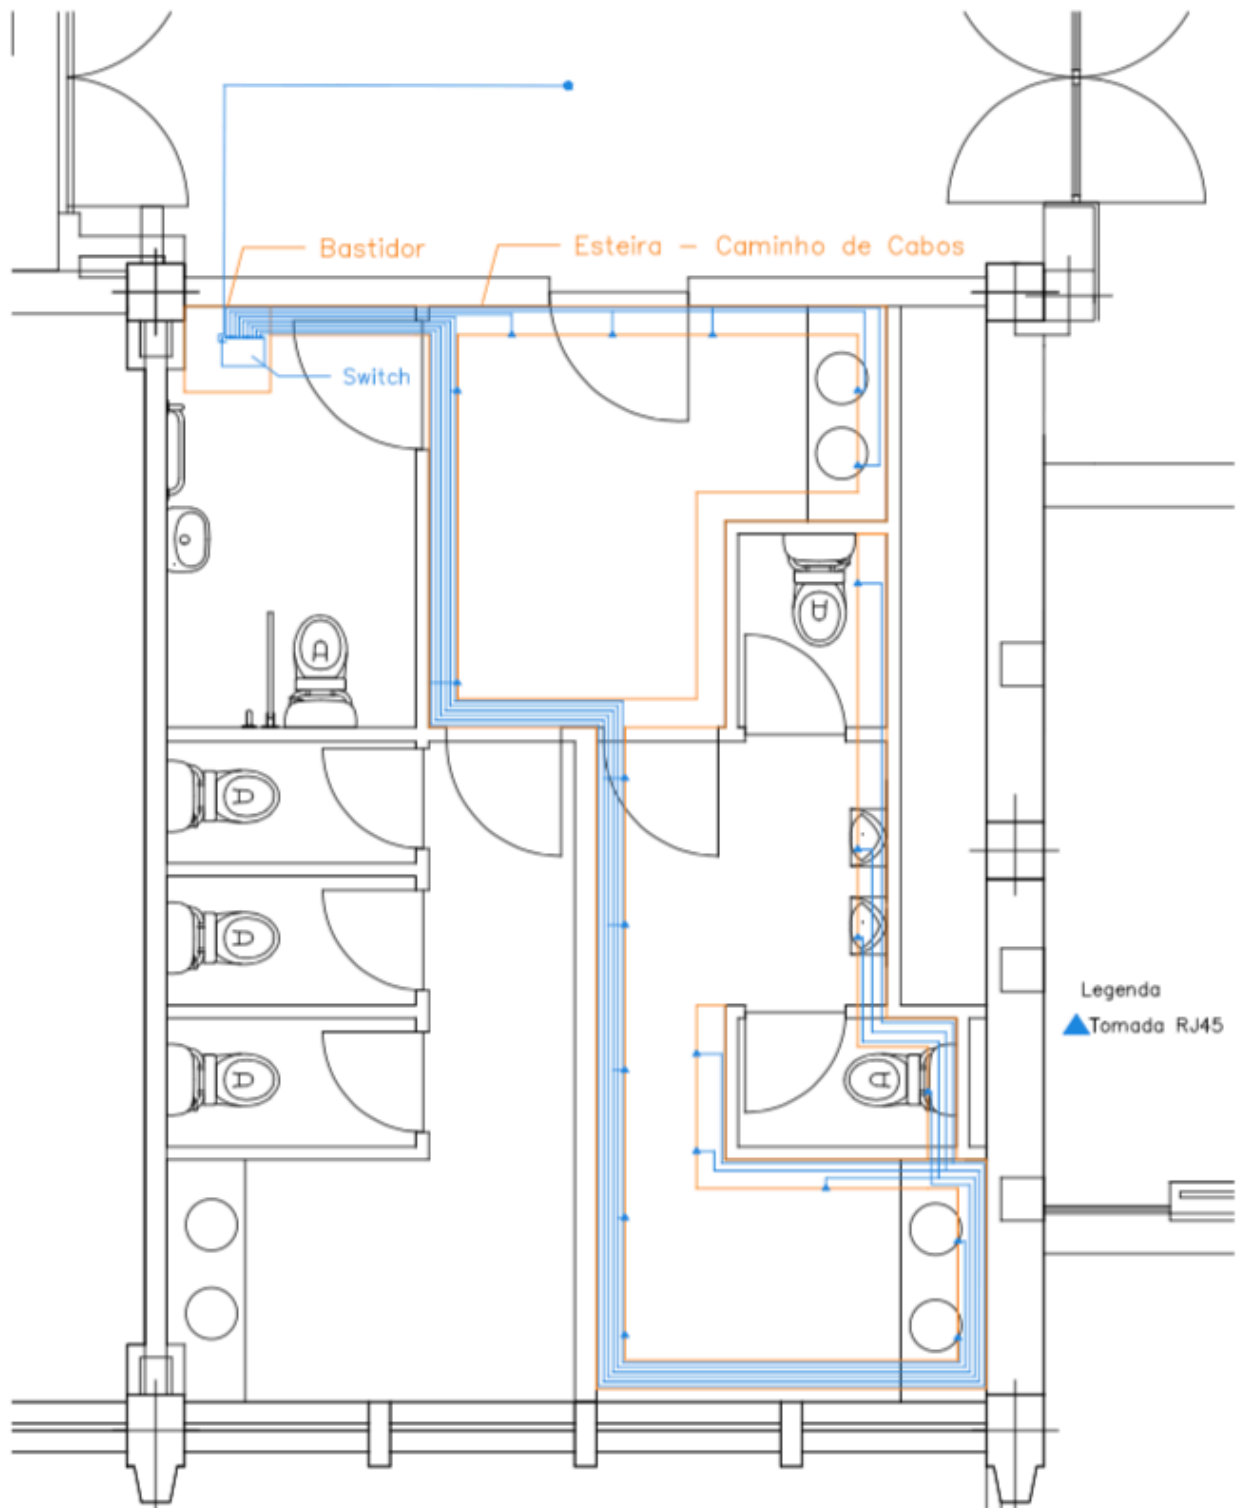 Bastidor
Esteira – Caminho de Cabos
Switch
Legenda
Tomada RJ45